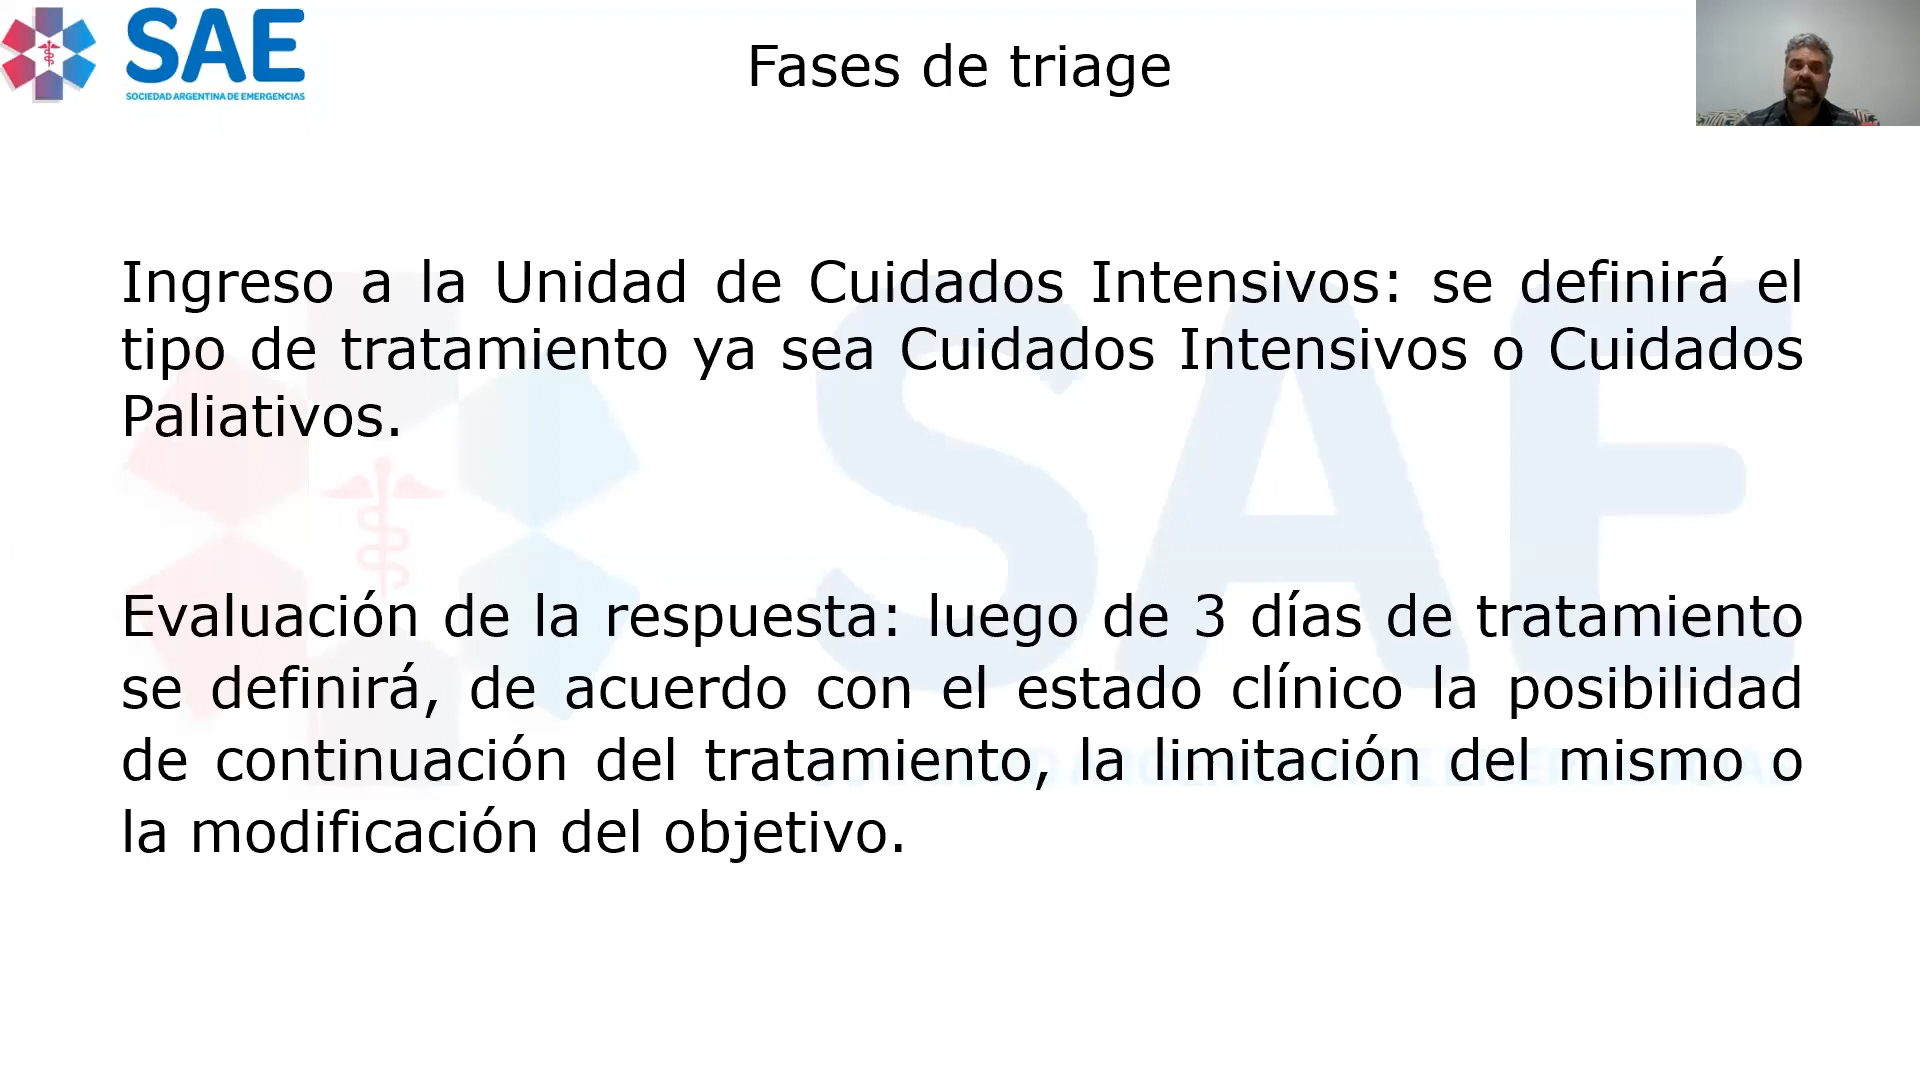 SAE
SOCIEDAD ARGENTINA DE EMERGENCIAS
Fases de triage
Ingreso a la Unidad de Cuidados Intensivos: se definirá el
tipo de tratamiento ya sea Cuidados Intensivos o Cuidados
Paliativos.
Evaluación de la respuesta: luego de 3 días de tratamiento
se definirá, de acuerdo con el estado clínico la posibilidad
de continuación del tratamiento, la limitación del mismo o
la modificación del objetivo.
SAE